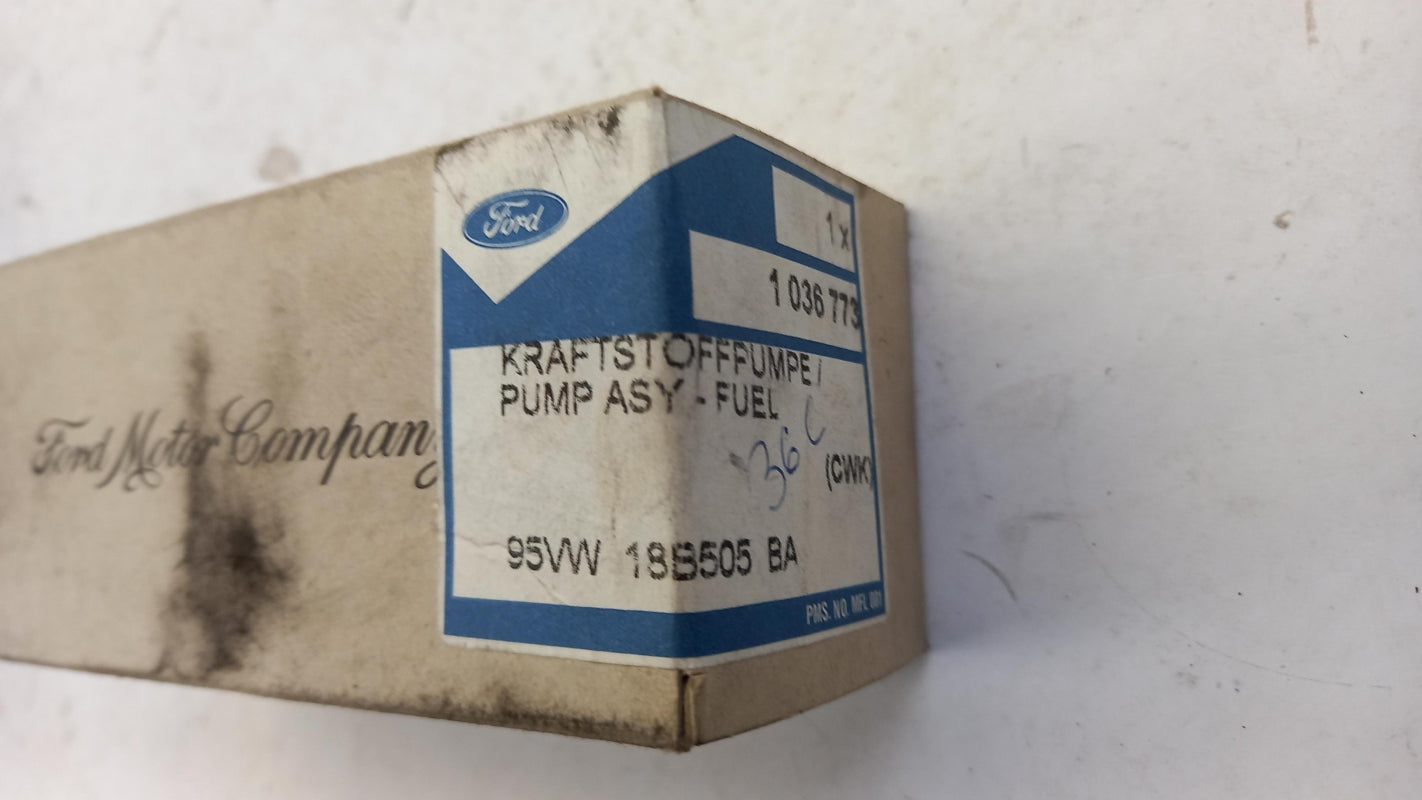 Ford Motor Company
Ford
1 x
1 036 773
KRAFTSTOFFPUMPE /
PUMP ASY - FUEL
36 C
(CWK)
95VW 18B505 BA
PMS. NO. MFL 001